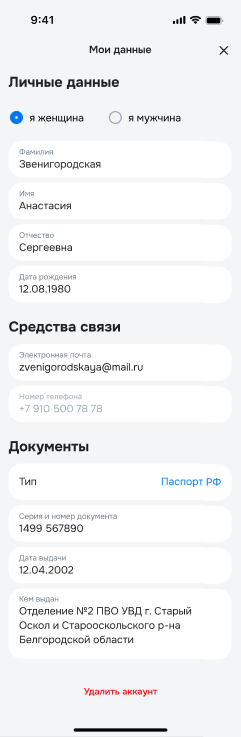 9:41
Мои данные
Личные данные
я женщина
я мужчина
Фамилия
Звенигородская
Имя
Анастасия
Отчество
Сергеевна
Дата рождения
12.08.1980
Средства связи
Электронная почта
zvenigorodskaya@mail.ru
Номер телефона
+7 910 500 78 78
Документы
Тип
Паспорт РФ
Серия и номер документа
1499 567890
Дата выдачи
12.04.2002
Кем выдан
Отделение №2 ПВО УВД г. Старый
Оскол и Старооскольского р-на
Белгородской области
Удалить аккаунт